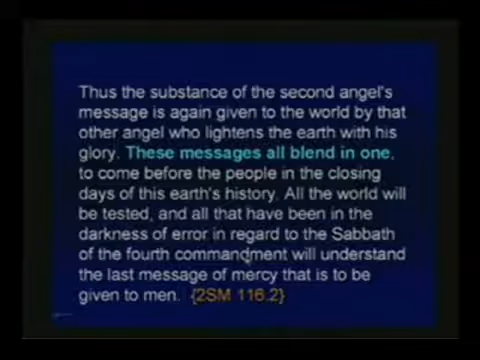 Thus the substance of the second angel's
message is again given to the world by that
other angel who lightens the earth with his
glory. These messages all blend in one,
to come before the people in the closing
days of this earth's history. All the world will
be tested, and all that have been in the
darkness of error in regard to the Sabbath
of the fourth commandment will understand
the last message of mercy that is to be
given to men. {2SM 116.2}